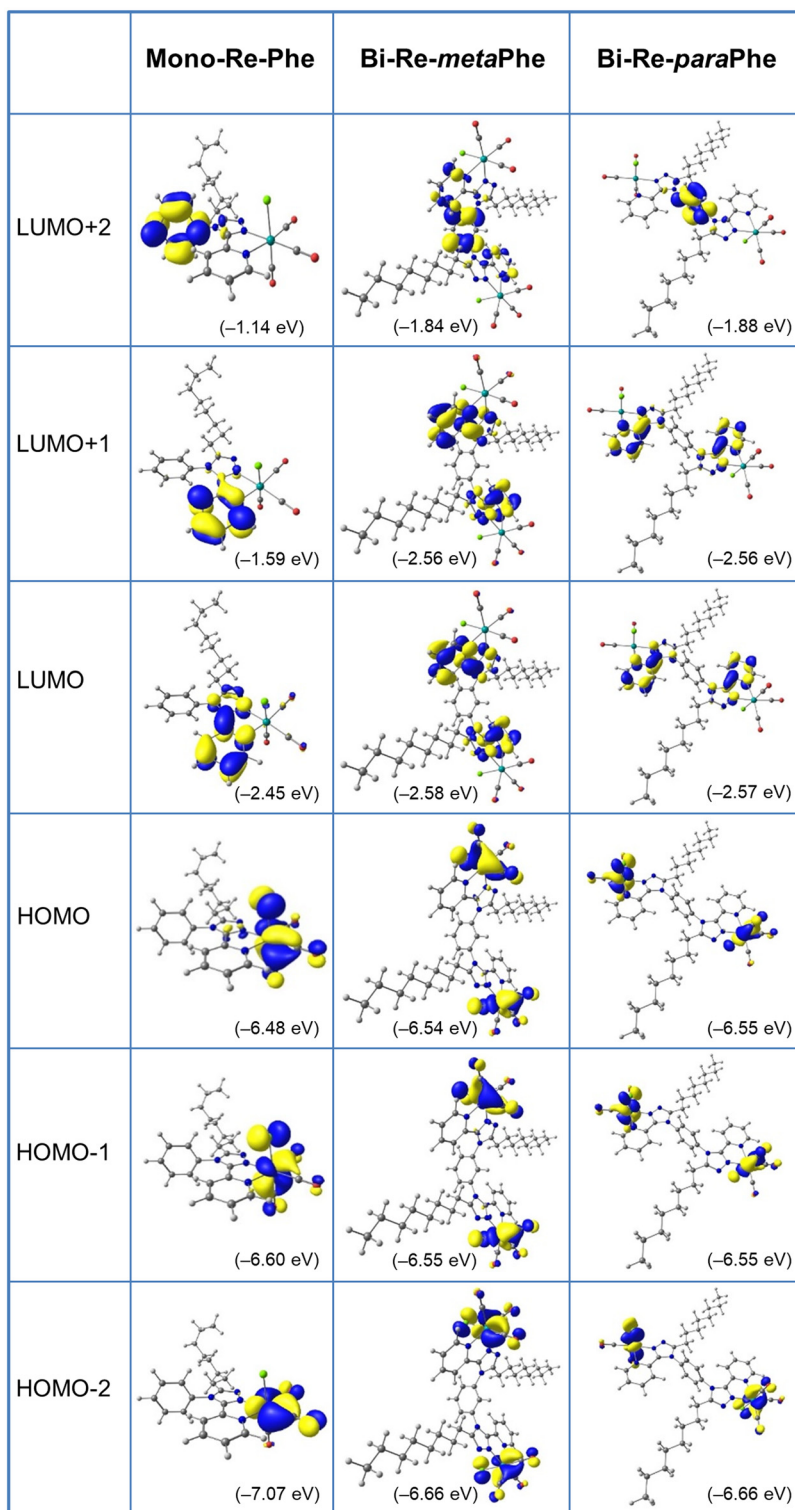 Mono-Re-Phe Bi-Re-metaPhe Bi-Re-paraPhe
LUMO+2
(–1.14 eV) (–1.84 eV) (–1.88 eV)
LUMO+1
(–1.59 eV) (–2.56 eV) (–2.56 eV)
LUMO
(–2.45 eV) (–2.58 eV) (–2.57 eV)
HOMO
(–6.48 eV) (–6.54 eV) (–6.55 eV)
HOMO-1
(–6.60 eV) (–6.55 eV) (–6.55 eV)
HOMO-2
(–7.07 eV) (–6.66 eV) (–6.66 eV)